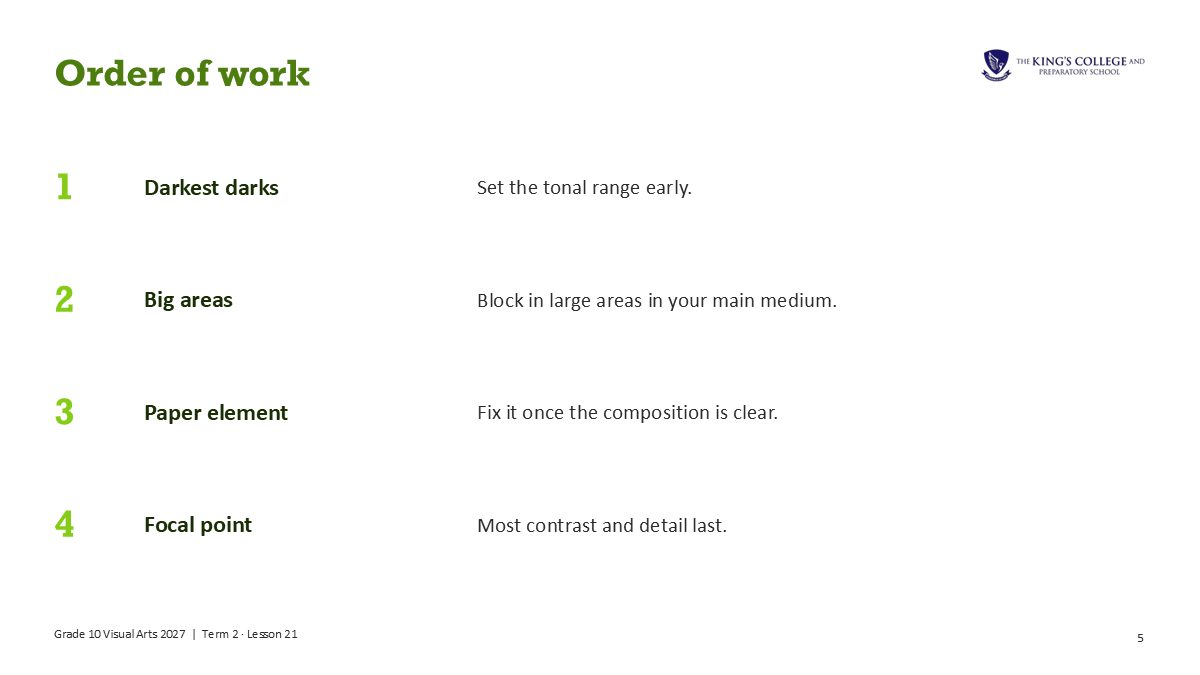 Order of work
THE KING'S COLLEGE AND
PREPARATORY SCHOOL
1 Darkest darks Set the tonal range early.
2 Big areas Block in large areas in your main medium.
3 Paper element Fix it once the composition is clear.
4 Focal point Most contrast and detail last.
Grade 10 Visual Arts 2027 | Term 2 · Lesson 21
5